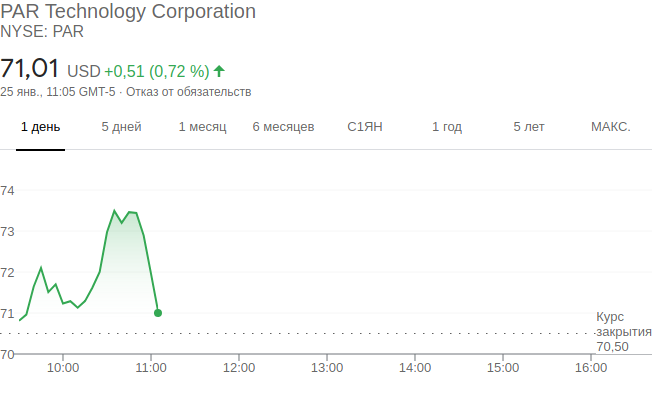 PAR Technology Corporation
NYSE: PAR
71,01 USD +0,51 (0,72 %)
25 янв., 11:05 GMT-5 · Отказ от обязательств
1 день 5 дней 1 месяц 6 месяцев С1ЯН 1 год 5 лет МАКС.
74
73
72
71
Курс
закрытия
70,50
70
10:00 11:00 12:00 13:00 14:00 15:00 16:00